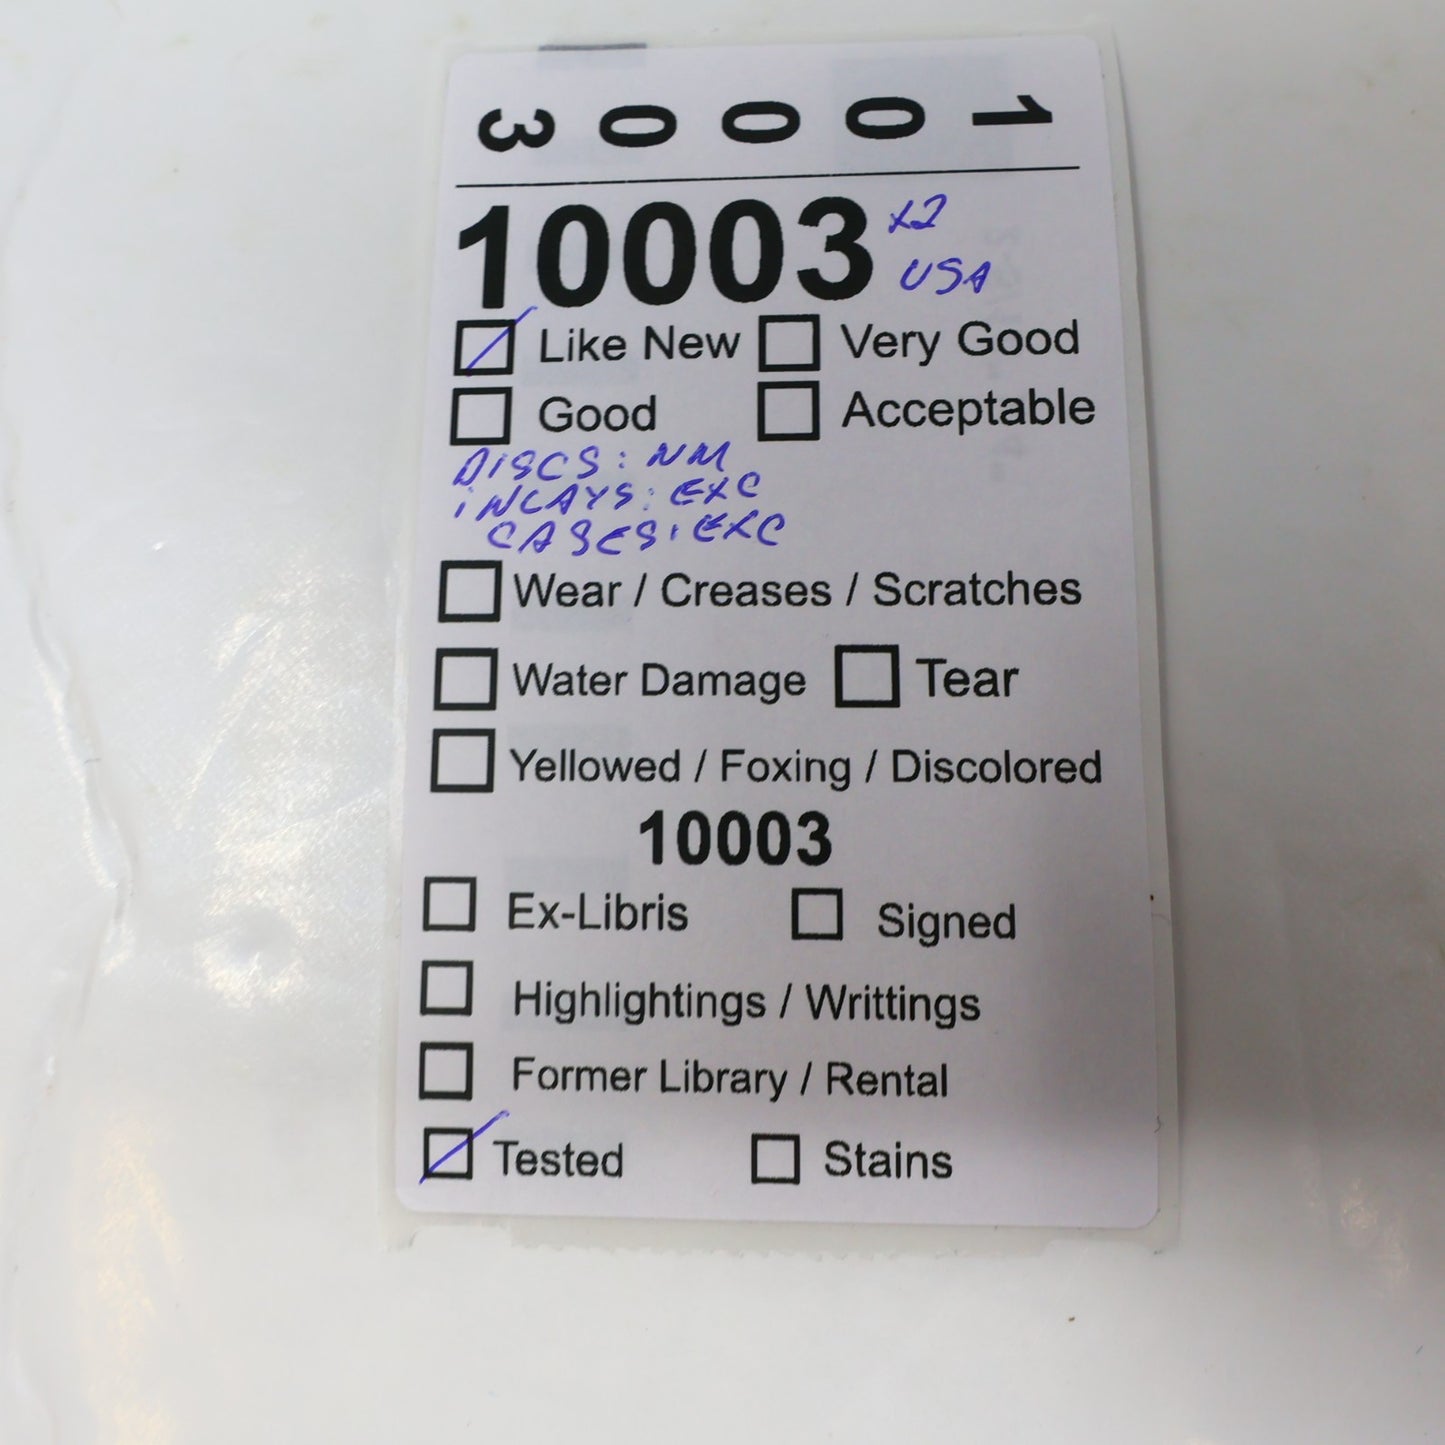 10003
10003 x2
USA
Like New Very Good
Good Acceptable
DISCS: NM
INLAYS: EXC
CASES: EXC
Wear / Creases / Scratches
Water Damage Tear
Yellowed / Foxing / Discolored
10003
Ex-Libris Signed
Highlightings / Writtings
Former Library / Rental
Tested Stains